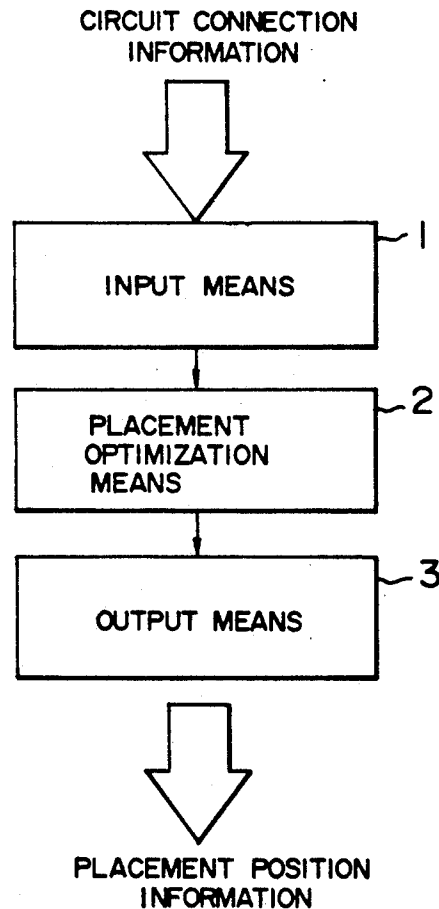 CIRCUIT CONNECTION
INFORMATION
1
INPUT MEANS
2
PLACEMENT
OPTIMIZATION
MEANS
3
OUTPUT MEANS
PLACEMENT POSITION
INFORMATION